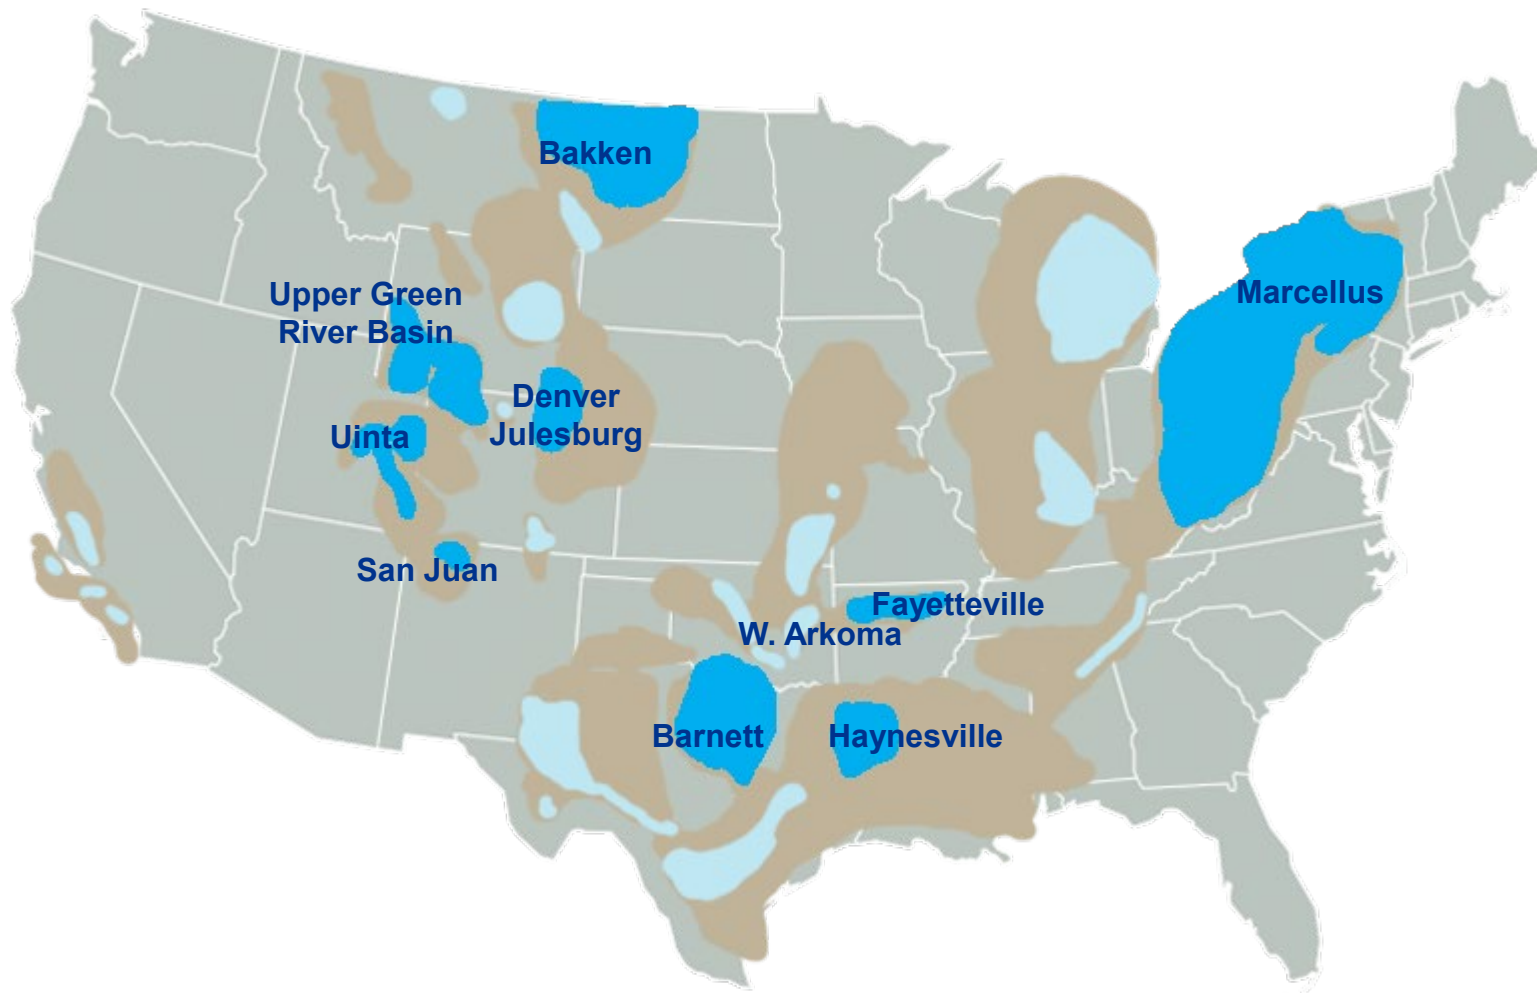 Bakken
Upper Green
River Basin
Marcellus
Denver
Julesburg
Uinta
San Juan
Fayetteville
W. Arkoma
Barnett
Haynesville